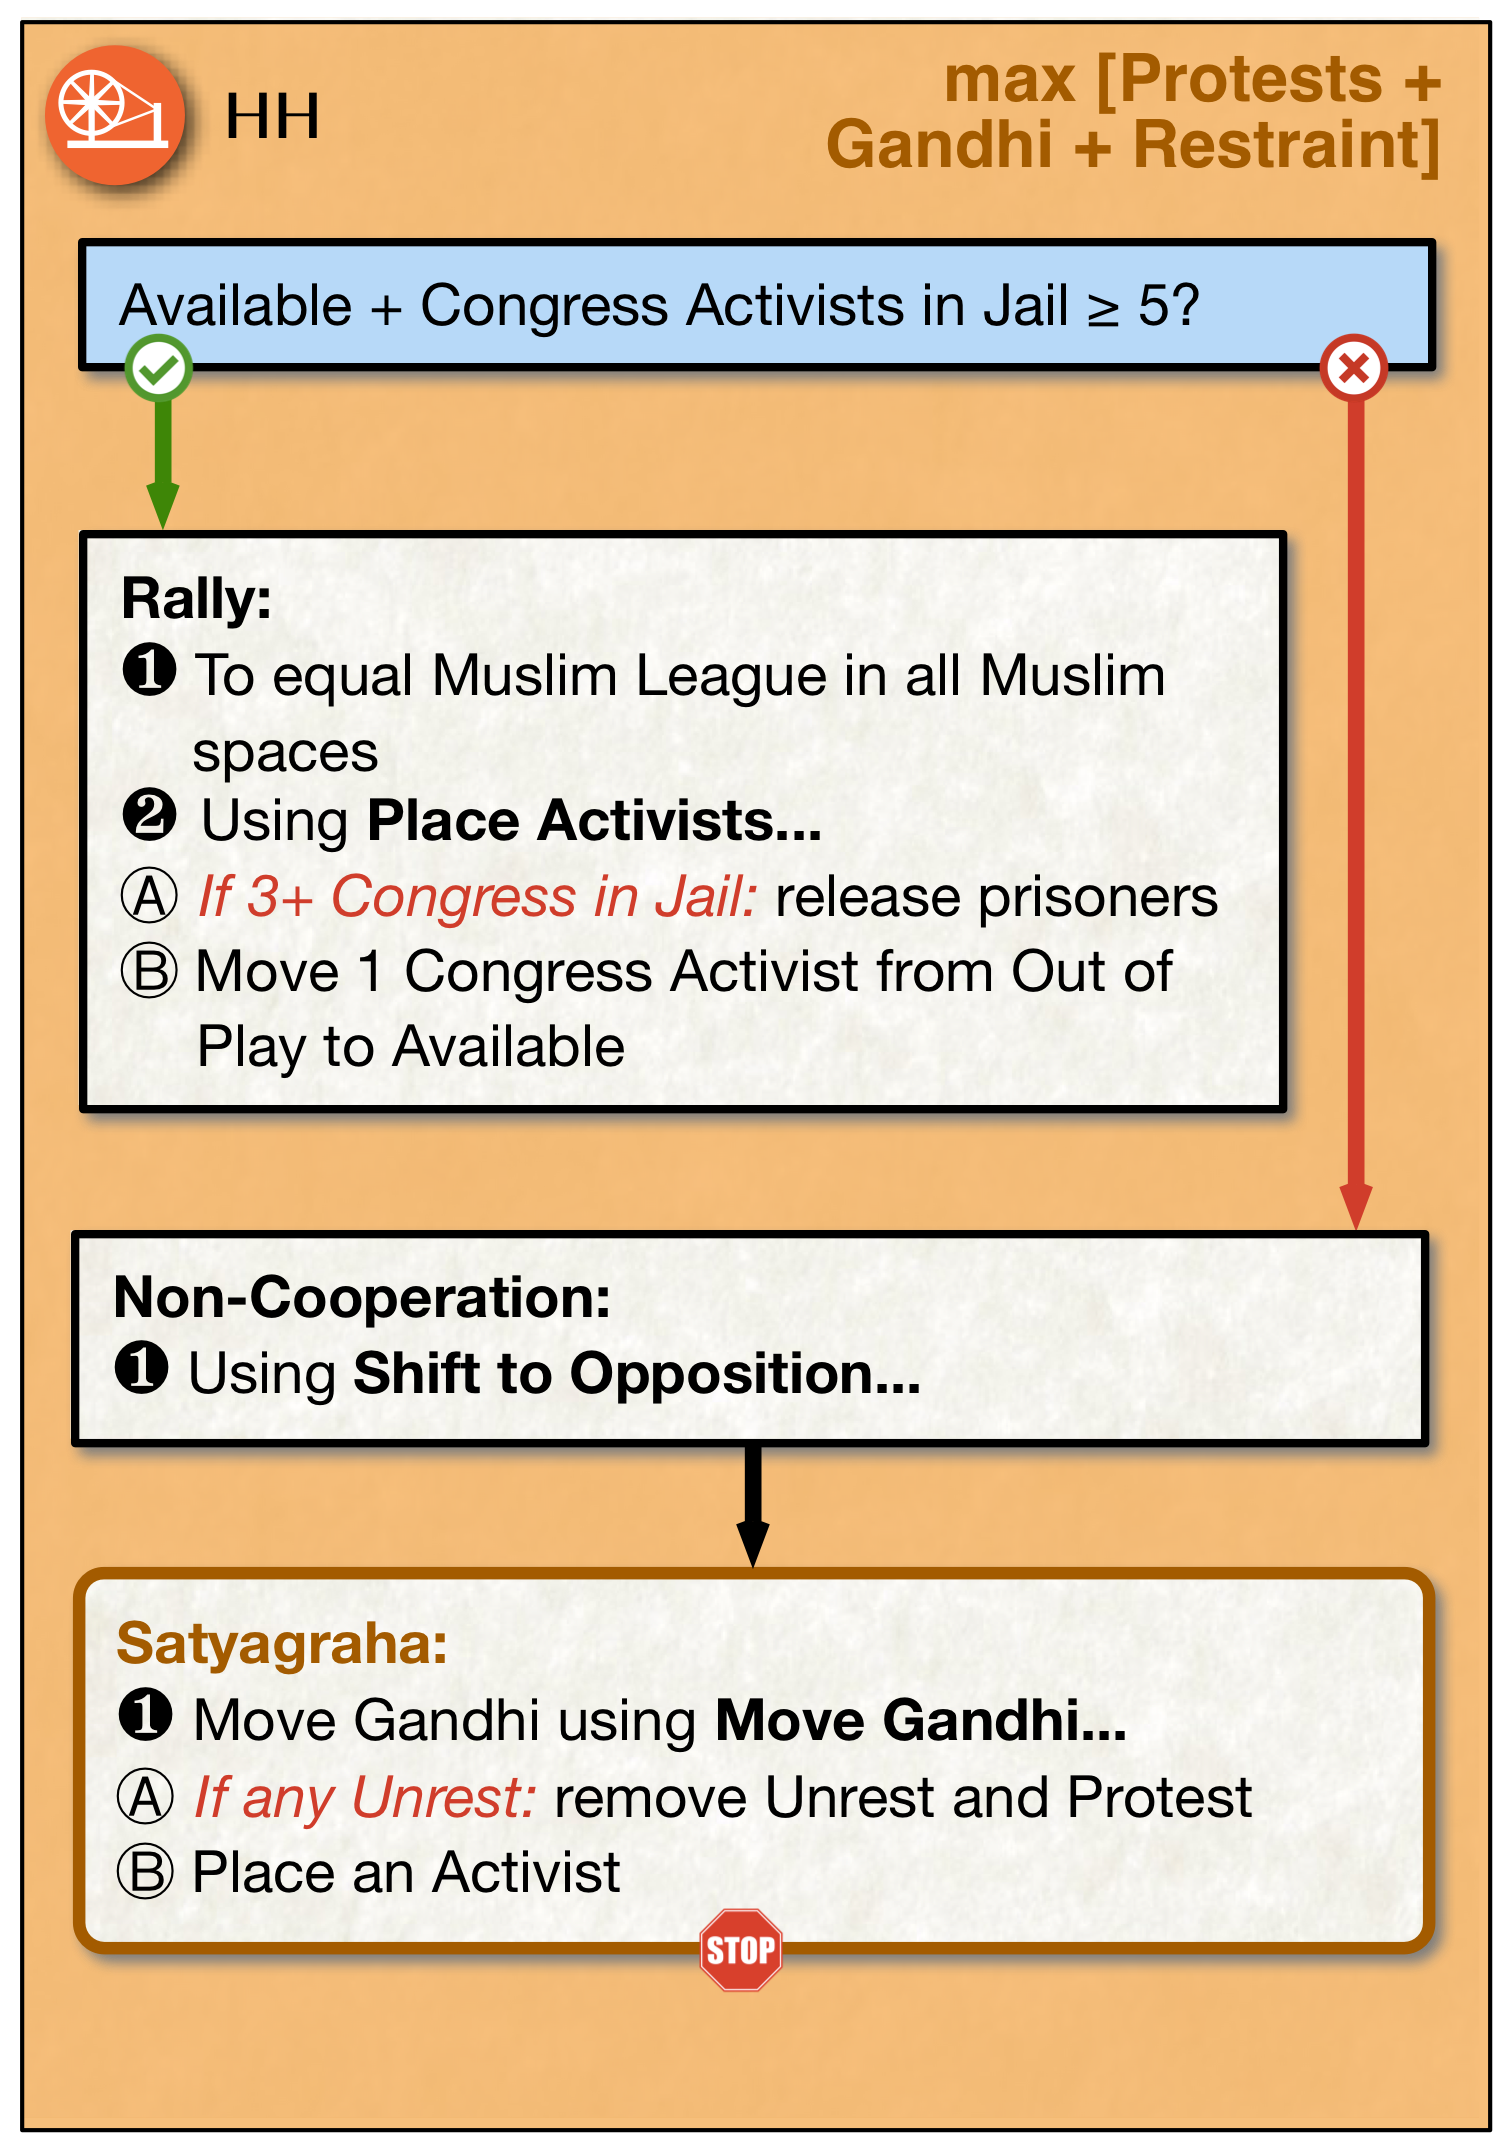 HH
max [Protests +
Gandhi + Restraint]
Available + Congress Activists in Jail ≥ 5?
Rally:
❶ To equal Muslim League in all Muslim
spaces
❷ Using Place Activists...
Ⓐ If 3+ Congress in Jail: release prisoners
Ⓑ Move 1 Congress Activist from Out of
Play to Available
Non-Cooperation:
❶ Using Shift to Opposition...
Satyagraha:
❶ Move Gandhi using Move Gandhi...
Ⓐ If any Unrest: remove Unrest and Protest
Ⓑ Place an Activist
STOP